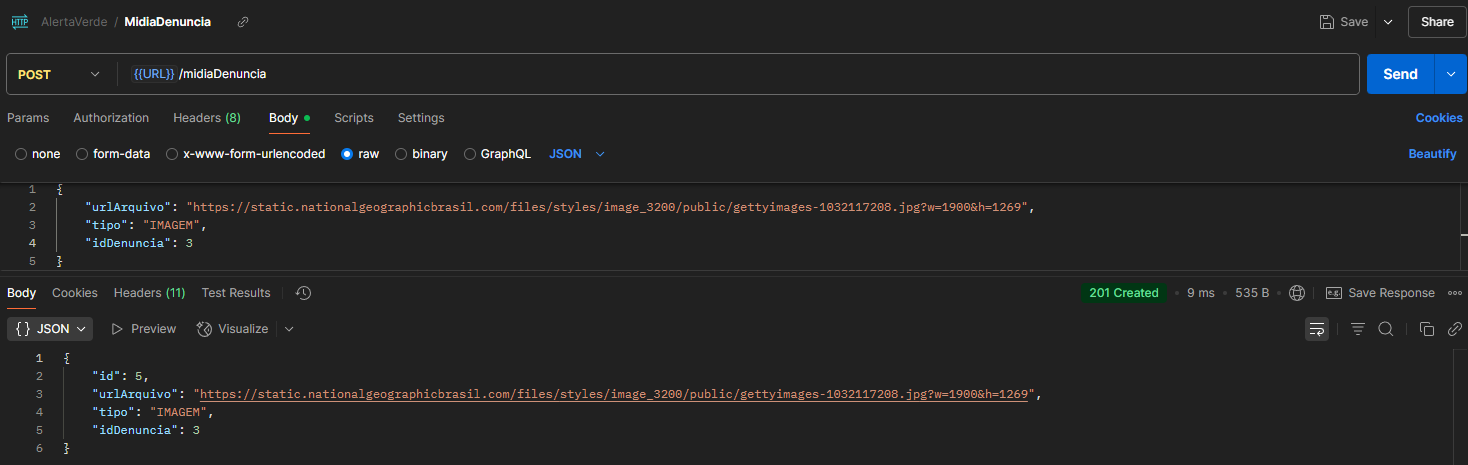 HTTP AlertaVerde / MidiaDenuncia Save Share
POST {{URL}} /midiaDenuncia Send
Params Authorization Headers (8) Body Scripts Settings Cookies
none form-data x-www-form-urlencoded raw binary GraphQL JSON Beautify
1 {
2 "urlArquivo": "https://static.nationalgeographicbrasil.com/files/styles/image_3200/public/gettyimages-1032117208.jpg?w=1900&h=1269",
3 "tipo": "IMAGEM",
4 "idDenuncia": 3
5 }
Body Cookies Headers (11) Test Results 201 Created • 9 ms • 535 B • e.g. Save Response
{} JSON Preview Visualize
1 {
2 "id": 5,
3 "urlArquivo": "https://static.nationalgeographicbrasil.com/files/styles/image_3200/public/gettyimages-1032117208.jpg?w=1900&h=1269",
4 "tipo": "IMAGEM",
5 "idDenuncia": 3
6 }